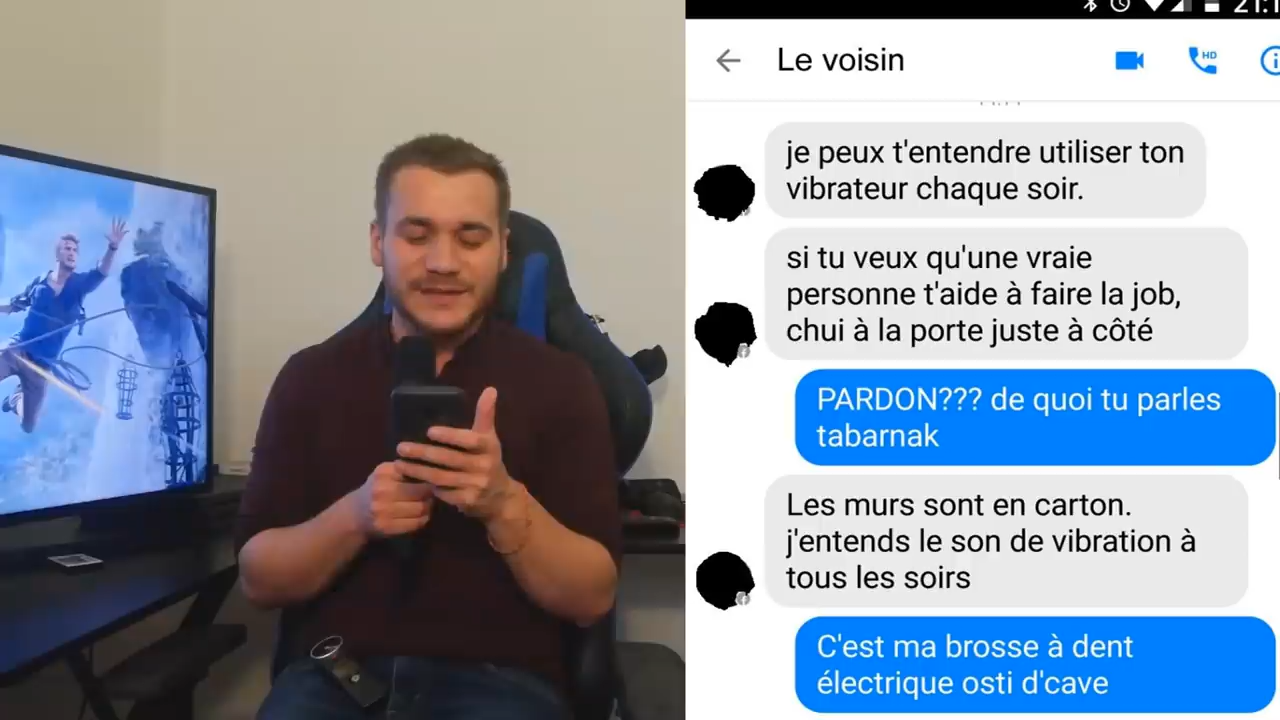 Le voisin
HD
je peux t'entendre utiliser ton
vibrateur chaque soir.
si tu veux qu'une vraie
personne t'aide à faire la job,
chui à la porte juste à côté
PARDON??? de quoi tu parles
tabarnak
Les murs sont en carton.
j'entends le son de vibration à
tous les soirs
C'est ma brosse à dent
électrique osti d'cave